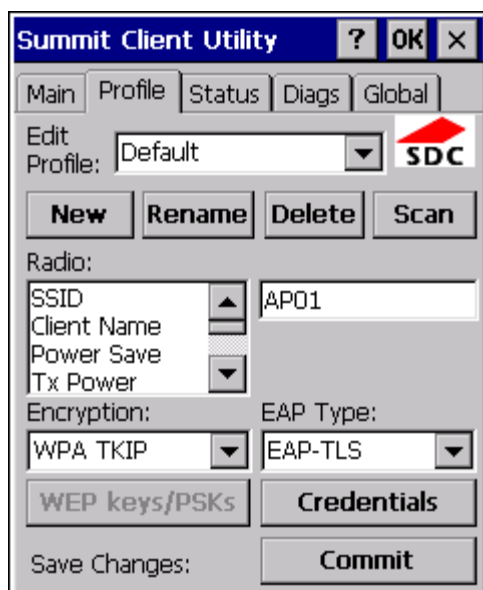 Summit Client Utility ? OK ×
Main Profile Status Diags Global
Edit
Profile: Default
SDC
New Rename Delete Scan
Radio:
SSID AP01
Client Name
Power Save
Tx Power
Encryption: EAP Type:
WPA TKIP EAP-TLS
WEP keys/PSKs Credentials
Save Changes: Commit